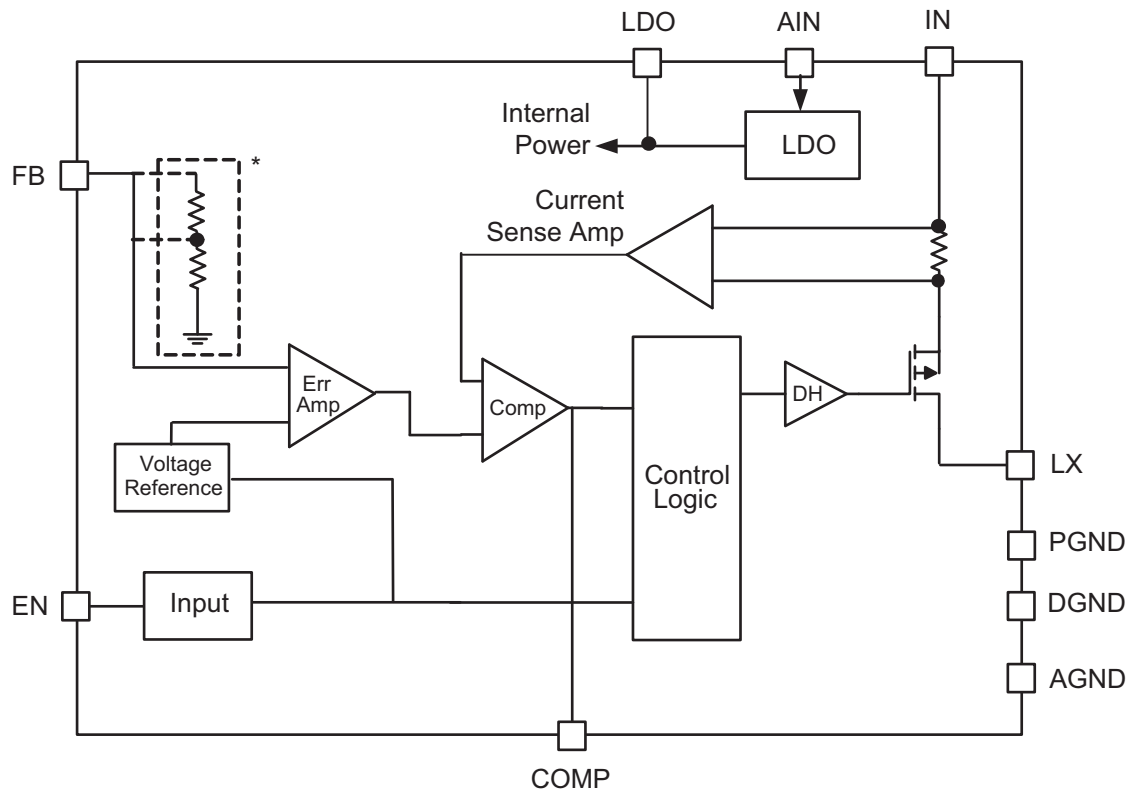 LDO
AIN
IN
Internal
Power
LDO
FB
*
Current
Sense Amp
Err
Amp
Comp
DH
Voltage
Reference
Control
Logic
LX
PGND
EN
Input
DGND
AGND
COMP